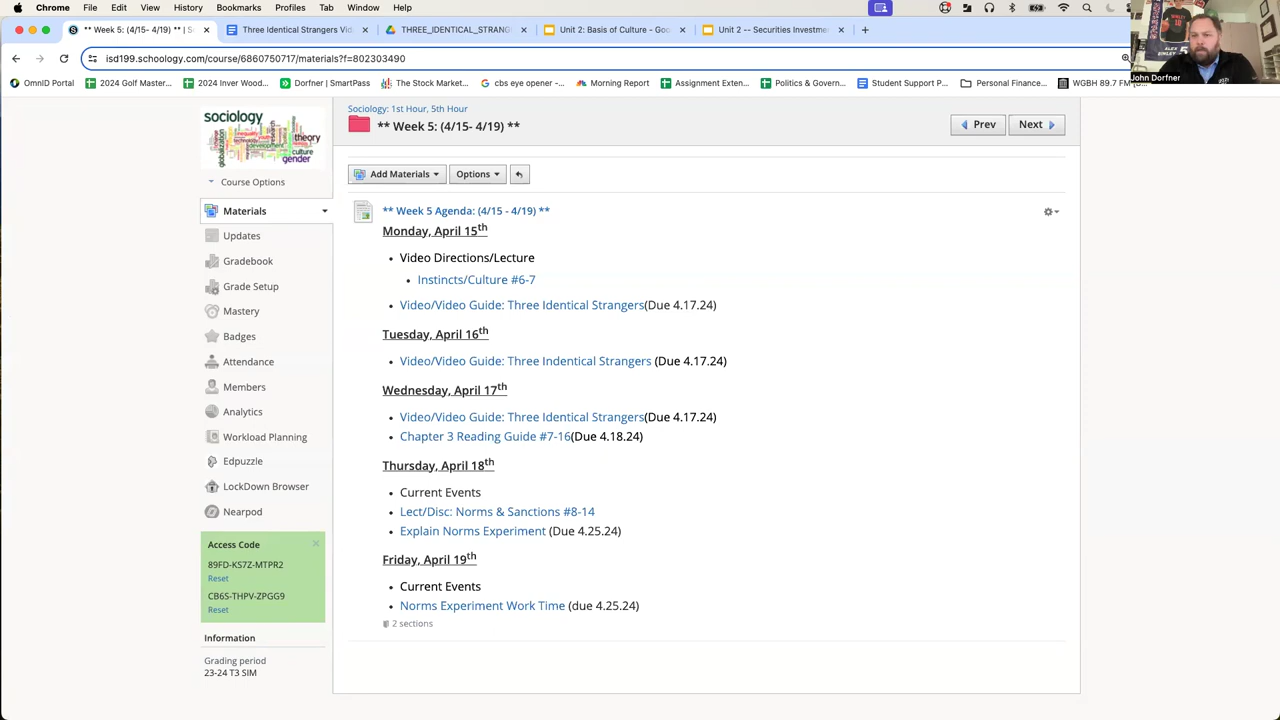 Chrome File Edit View History Bookmarks Profiles Tab Window Help
** Week 5: (4/15- 4/19) ** | S
Three Identical Strangers Vid
THREE_IDENTICAL_STRANG
Unit 2: Basis of Culture - Goo
Unit 2 -- Securities Investme
isd199.schoology.com/course/6860750717/materials?f=802303490
John Dorfner
OmniD Portal
2024 Golf Master...
2024 Inver Wood...
Dorfner | SmartPass
The Stock Market...
cbs eye opener -...
Morning Report
Assignment Exten...
Politics & Govern...
Student Support P...
Personal Finance...
WGBH 89.7 FM
sociology
theory
culture
gender
globalization
Course Options
Materials
Updates
Gradebook
Grade Setup
Mastery
Badges
Attendance
Members
Analytics
Workload Planning
Edpuzzle
LockDown Browser
Nearpod
Access Code
89FD-KS7Z-MTPR2
Reset
CB6S-THPV-ZPGG9
Reset
Information
Grading period
23-24 T3 SIM
Sociology: 1st Hour, 5th Hour
** Week 5: (4/15- 4/19) **
Prev Next
Add Materials Options
** Week 5 Agenda: (4/15 - 4/19) **
Monday, April 15th
• Video Directions/Lecture
• Instincts/Culture #6-7
• Video/Video Guide: Three Identical Strangers(Due 4.17.24)
Tuesday, April 16th
• Video/Video Guide: Three Indentical Strangers (Due 4.17.24)
Wednesday, April 17th
• Video/Video Guide: Three Identical Strangers(Due 4.17.24)
• Chapter 3 Reading Guide #7-16(Due 4.18.24)
Thursday, April 18th
• Current Events
• Lect/Disc: Norms & Sanctions #8-14
• Explain Norms Experiment (Due 4.25.24)
Friday, April 19th
• Current Events
• Norms Experiment Work Time (due 4.25.24)
2 sections